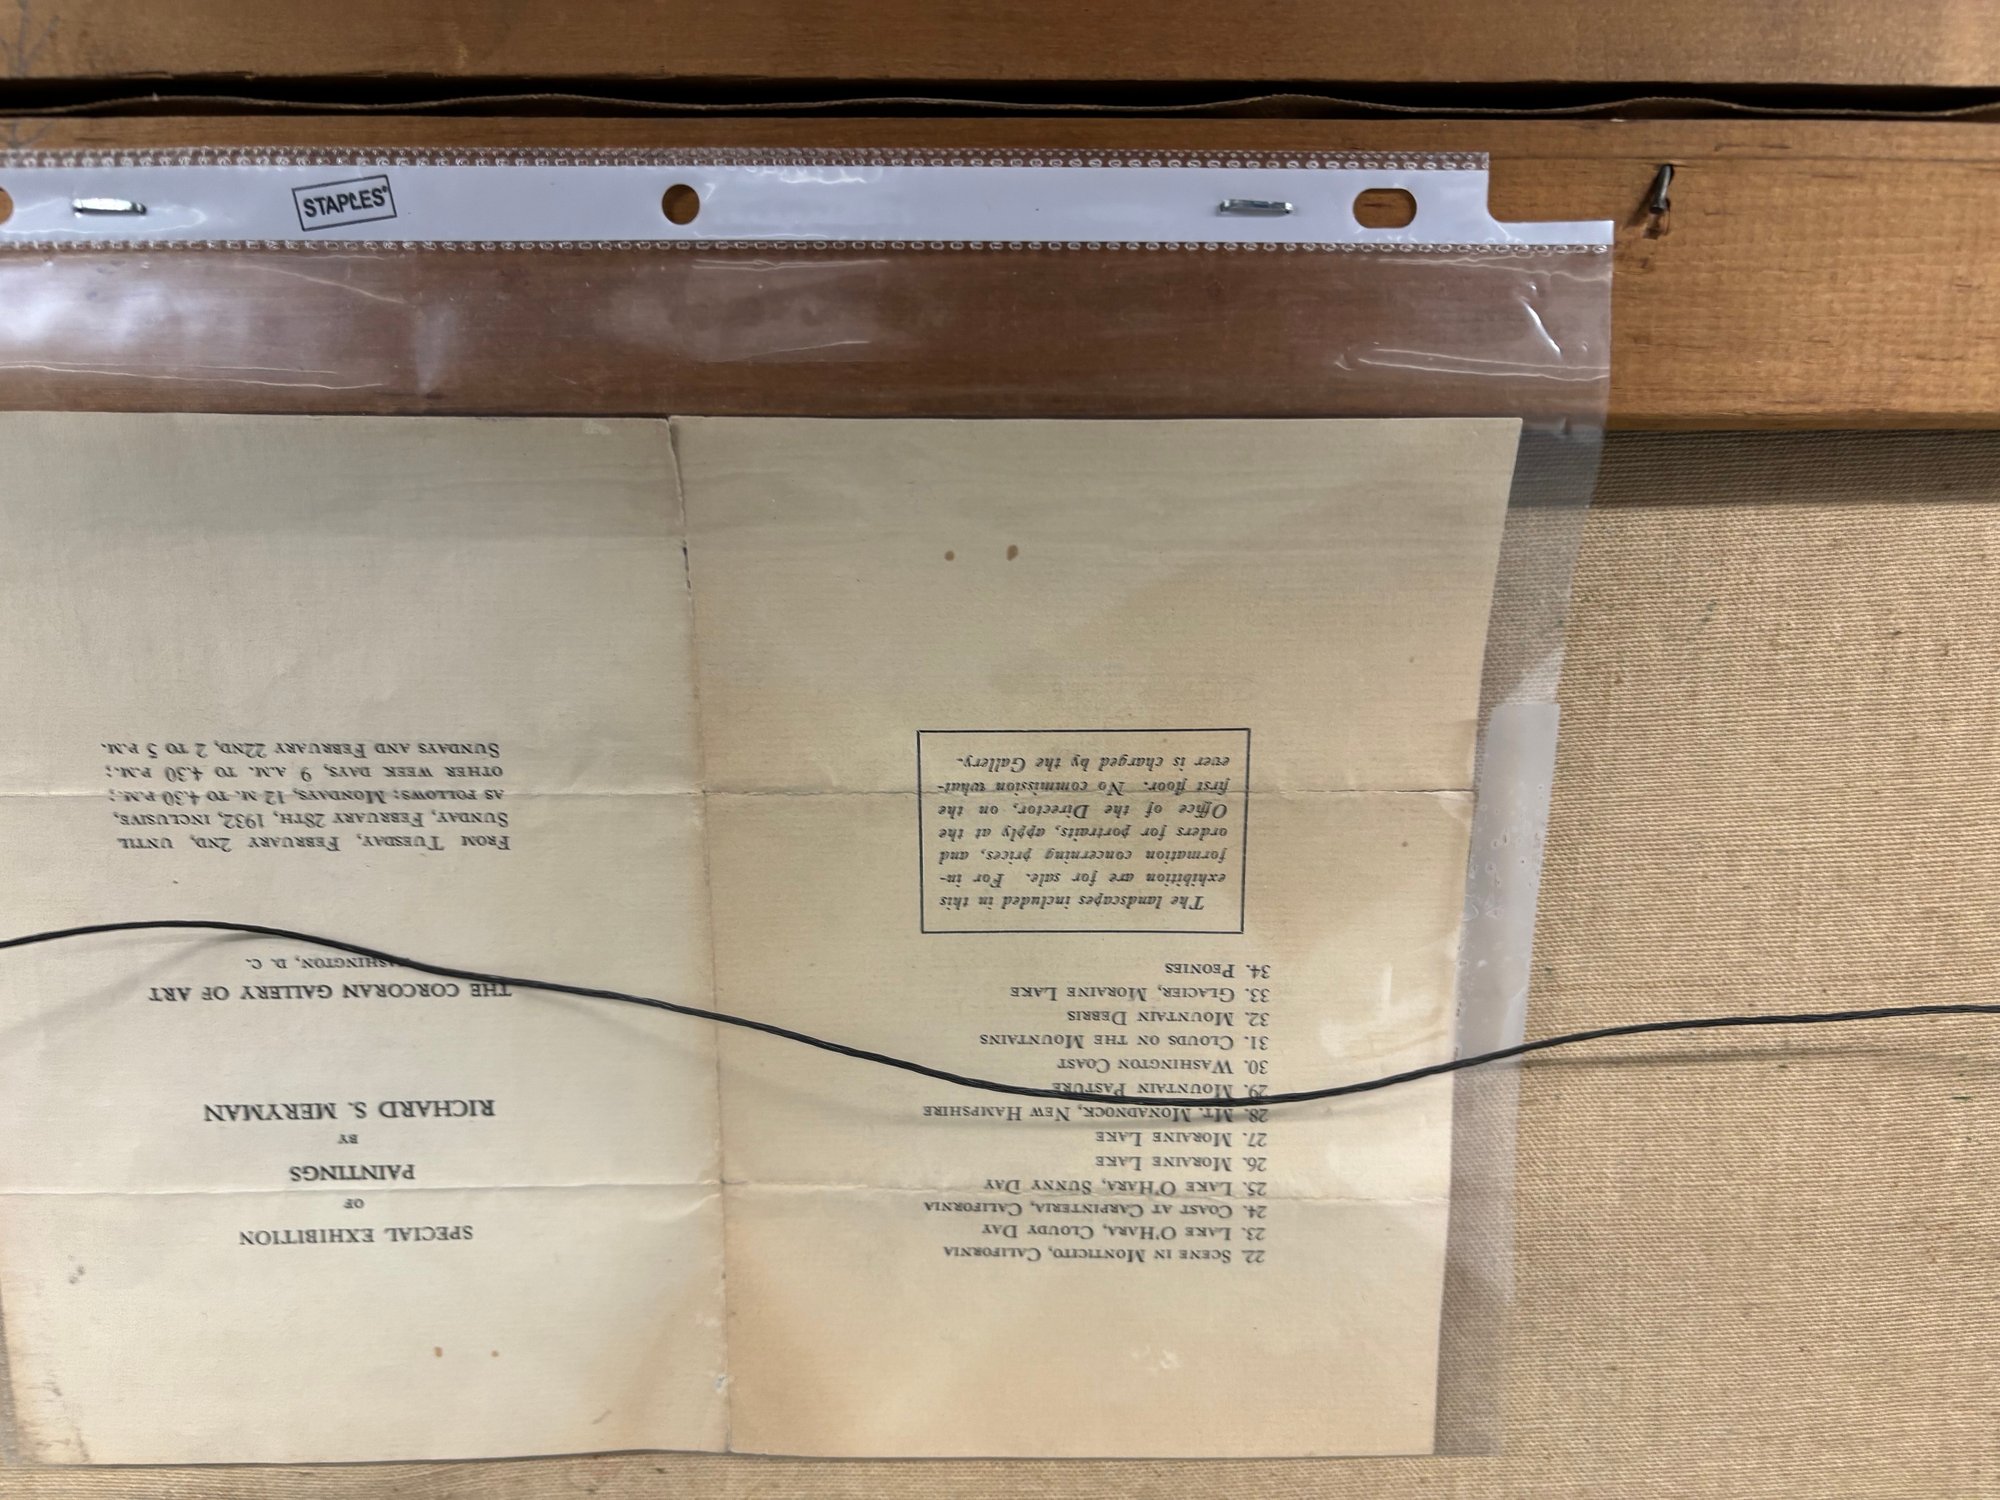 STAPLES
SPECIAL EXHIBITION
OF
PAINTINGS
BY
RICHARD S. MERYMAN
THE CORCORAN GALLERY OF ART
WASHINGTON, D. C.
FROM TUESDAY, FEBRUARY 2ND, UNTIL
SUNDAY, FEBRUARY 28TH, 1932, INCLUSIVE,
AS FOLLOWS: MONDAYS, 12 M. TO 4.30 P.M.;
OTHER WEEK DAYS, 9 A.M. TO 4.30 P.M.;
SUNDAYS AND FEBRUARY 22ND, 2 TO 5 P.M.
22. SCENE IN MONTICITO, CALIFORNIA
23. LAKE O'HARA, CLOUDY DAY
24. COAST AT CARPINTERIA, CALIFORNIA
25. LAKE O'HARA, SUNNY DAY
26. MORAINE LAKE
27. MORAINE LAKE
28. MT. MONADNOCK, NEW HAMPSHIRE
29. MOUNTAIN PASTURE
30. WASHINGTON COAST
31. CLOUDS ON THE MOUNTAINS
32. MOUNTAIN DEBRIS
33. GLACIER, MORAINE LAKE
34. PEONIES
The landscapes included in this
exhibition are for sale. For in-
formation concerning prices, and
orders for portraits, apply at the
Office of the Director, on the
first floor. No commission what-
ever is charged by the Gallery.